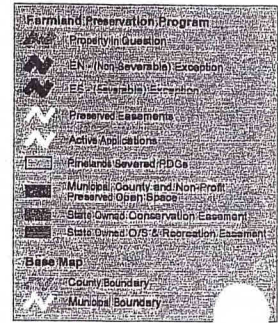 Farmland Preservation Program
Property In Question
EN - (Non-Severable) Exception
ES - (Severable) Exception
Preserved Easements
Active Applications
Pinelands Severed PDCs
Municipal, County and Non-Profit
Preserved Open Space
State Owned Conservation Easement
State Owned O/S & Recreation Easement
Base Map
County Boundary
Municipal Boundary